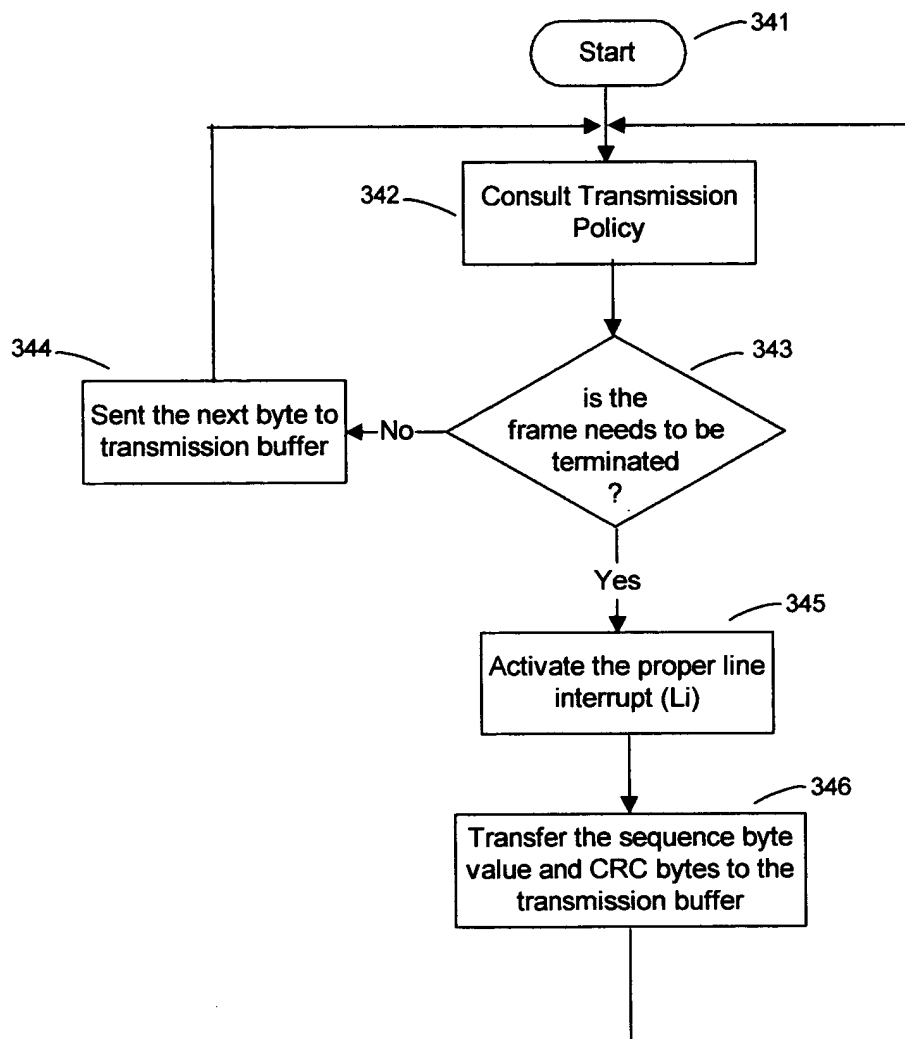 341
Start
342
Consult Transmission
Policy
343
344
is the
frame needs to be
terminated
?
Sent the next byte to
transmission buffer
No
Yes
345
Activate the proper line
interrupt (Li)
346
Transfer the sequence byte
value and CRC bytes to the
transmission buffer